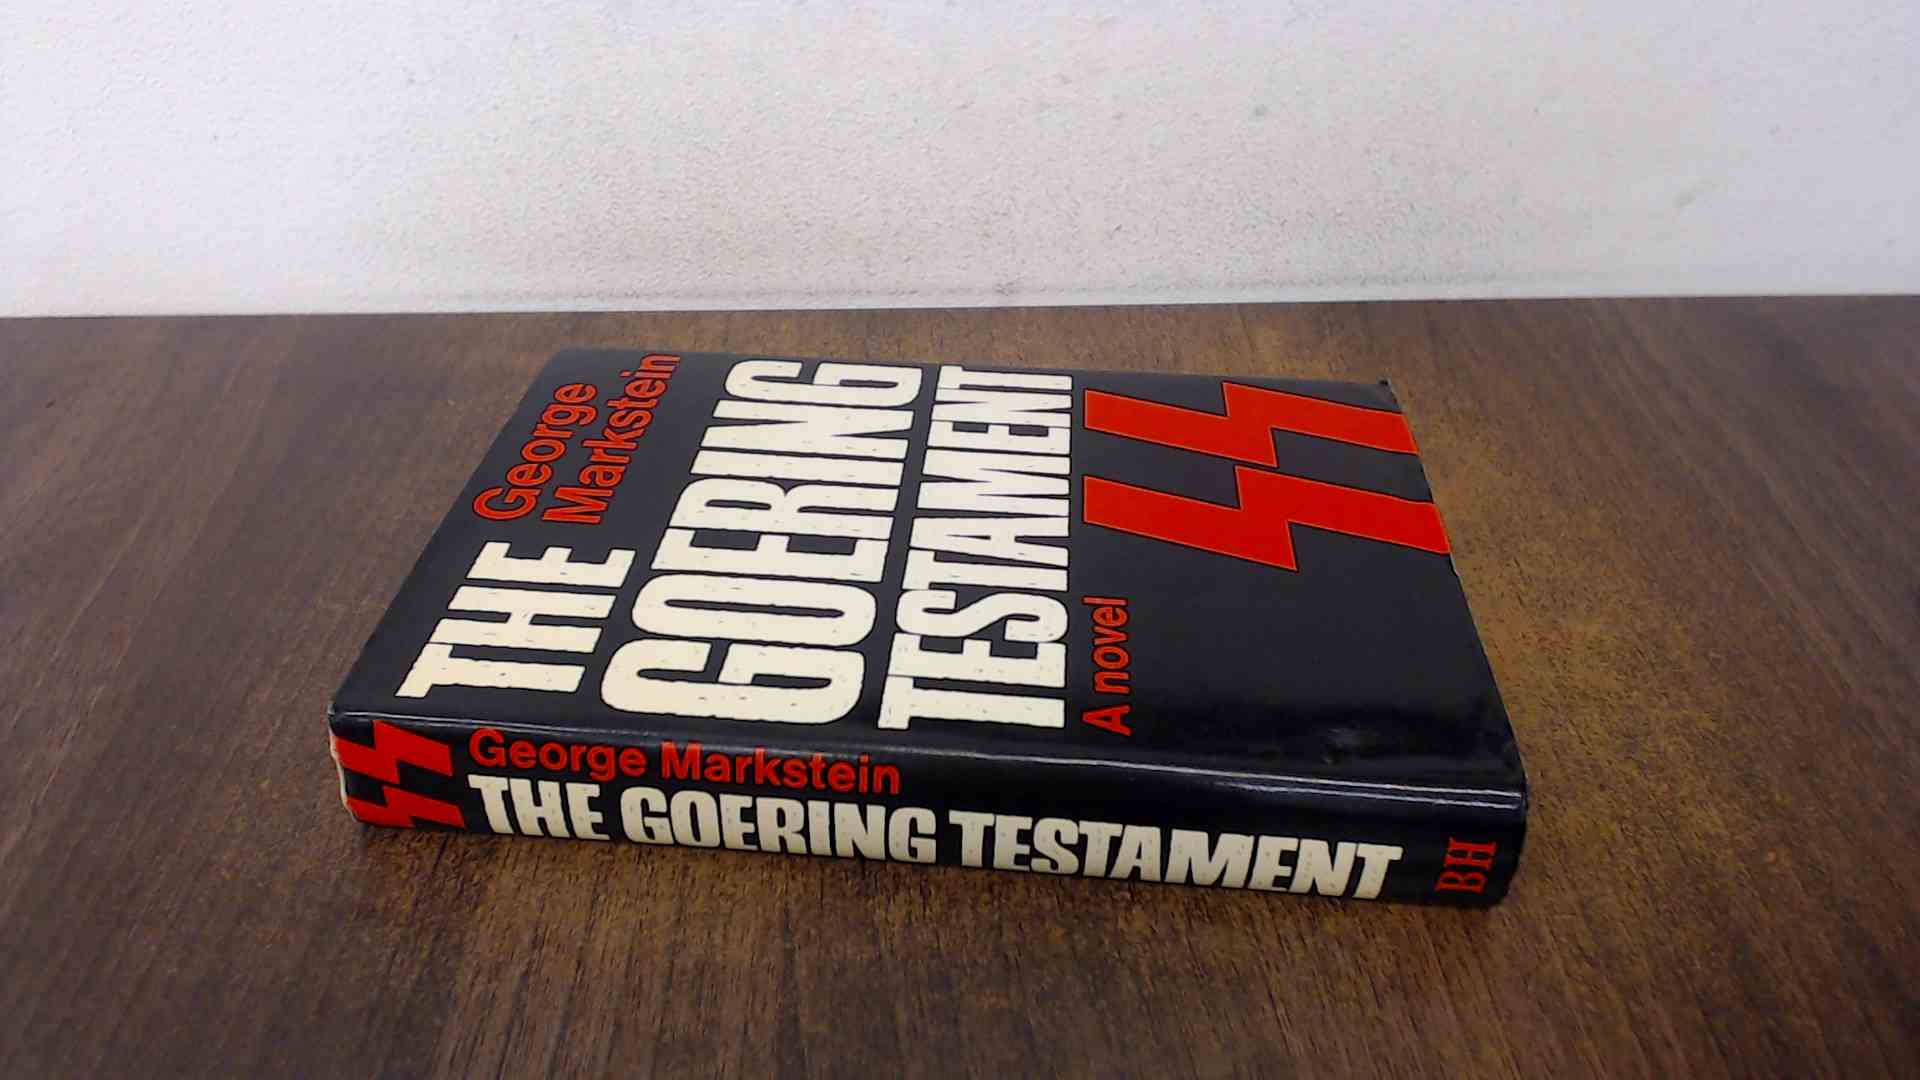 George
Markstein
THE
GOERING
TESTAMENT
A novel
George Markstein
THE GOERING TESTAMENT
BH